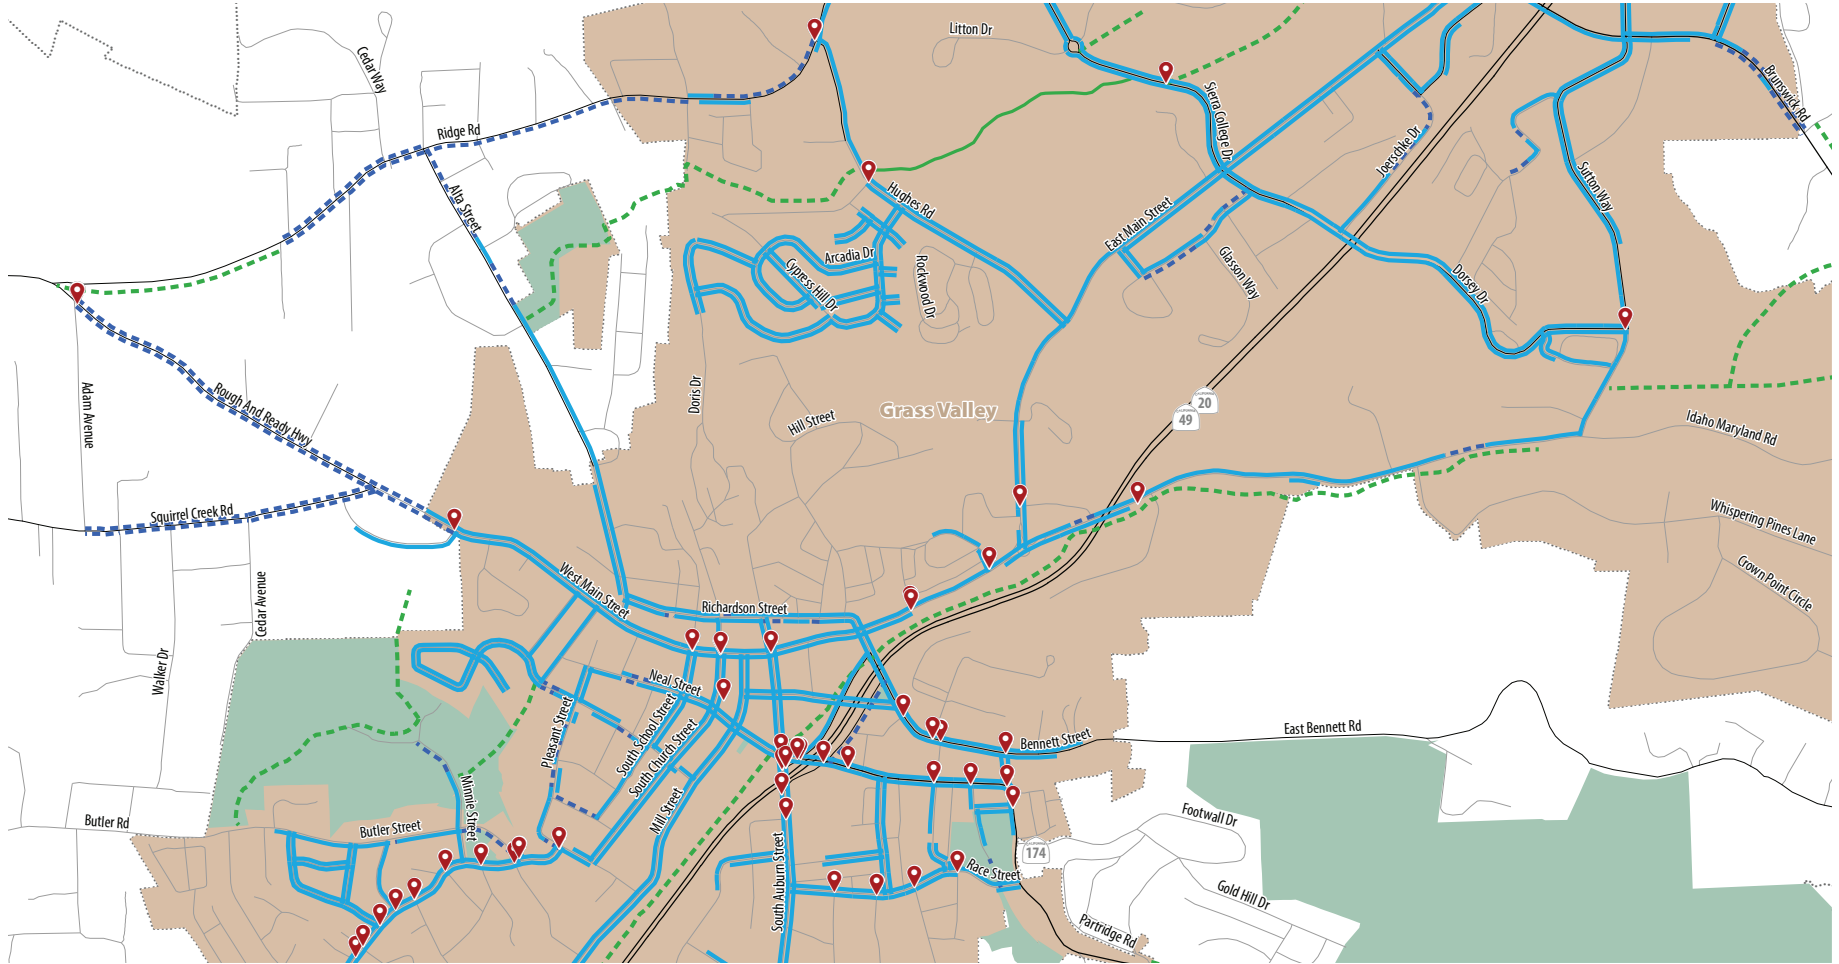 Litton Dr
Cedar Way
Brunswick Rd
Sierra College Dr
Ridge Rd
Joerschke Dr
Alta Street
Hughes Rd
Sutton Way
East Main Street
Arcadia Dr
Cypress Hill Dr
Rockwood Dr
Glasson Way
Dorsey Dr
Adam Avenue
Rough And Ready Hwy
Doris Dr
Hill Street
Grass Valley
CALIFORNIA
20
CALIFORNIA
49
Idaho Maryland Rd
Squirrel Creek Rd
Whispering Pines Lane
Crown Point Circle
Cedar Avenue
West Main Street
Richardson Street
Walker Dr
Neal Street
Pleasant Street
South School Street
South Church Street
Bennett Street
East Bennett Rd
Minnie Street
Mill Street
Butler Rd
Butler Street
South Auburn Street
Footwall Dr
CALIFORNIA
174
Race Street
Gold Hill Dr
Partridge Rd